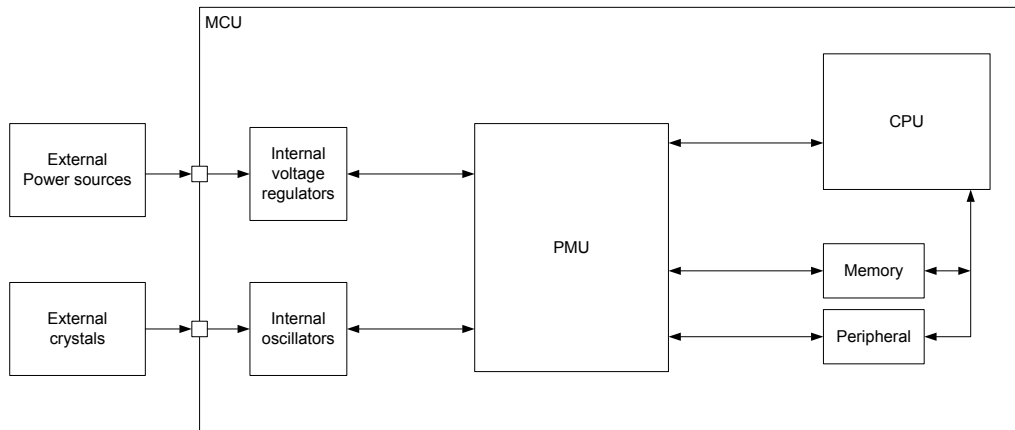 MCU
External
Power sources
Internal
voltage
regulators
PMU
CPU
Memory
Peripheral
External
crystals
Internal
oscillators